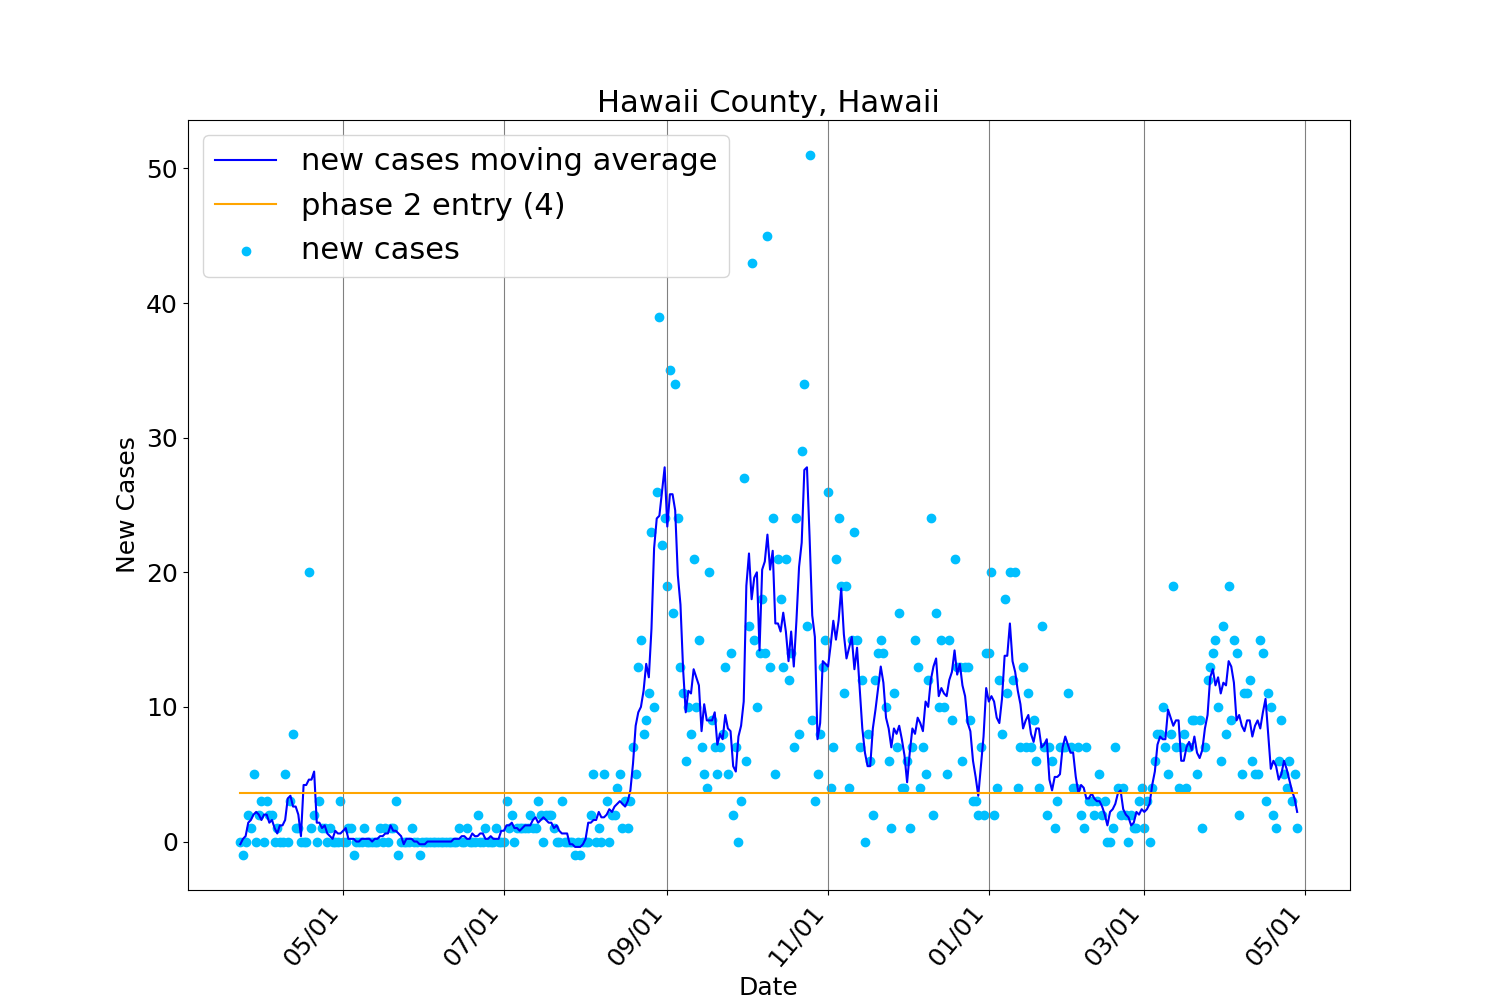 Hawaii County, Hawaii
new cases moving average
phase 2 entry (4)
new cases
50
40
30
20
10
0
New Cases
05/01
07/01
09/01
11/01
01/01
03/01
05/01
Date